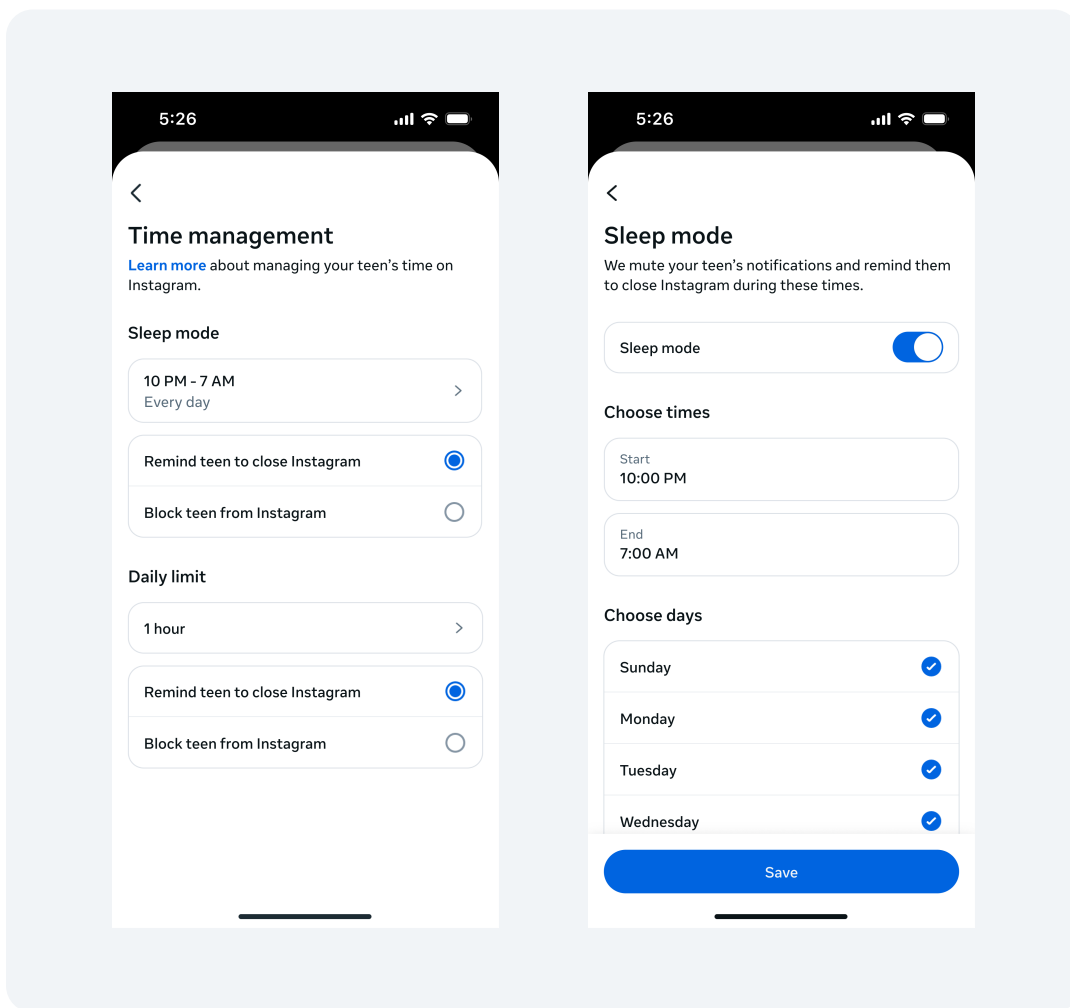 5:26
Time management
Learn more about managing your teen’s time on
Instagram.
Sleep mode
10 PM - 7 AM
Every day
Remind teen to close Instagram
Block teen from Instagram
Daily limit
1 hour
Remind teen to close Instagram
Block teen from Instagram
5:26
Sleep mode
We mute your teen’s notifications and remind them
to close Instagram during these times.
Sleep mode
Choose times
Start
10:00 PM
End
7:00 AM
Choose days
Sunday
Monday
Tuesday
Wednesday
Save